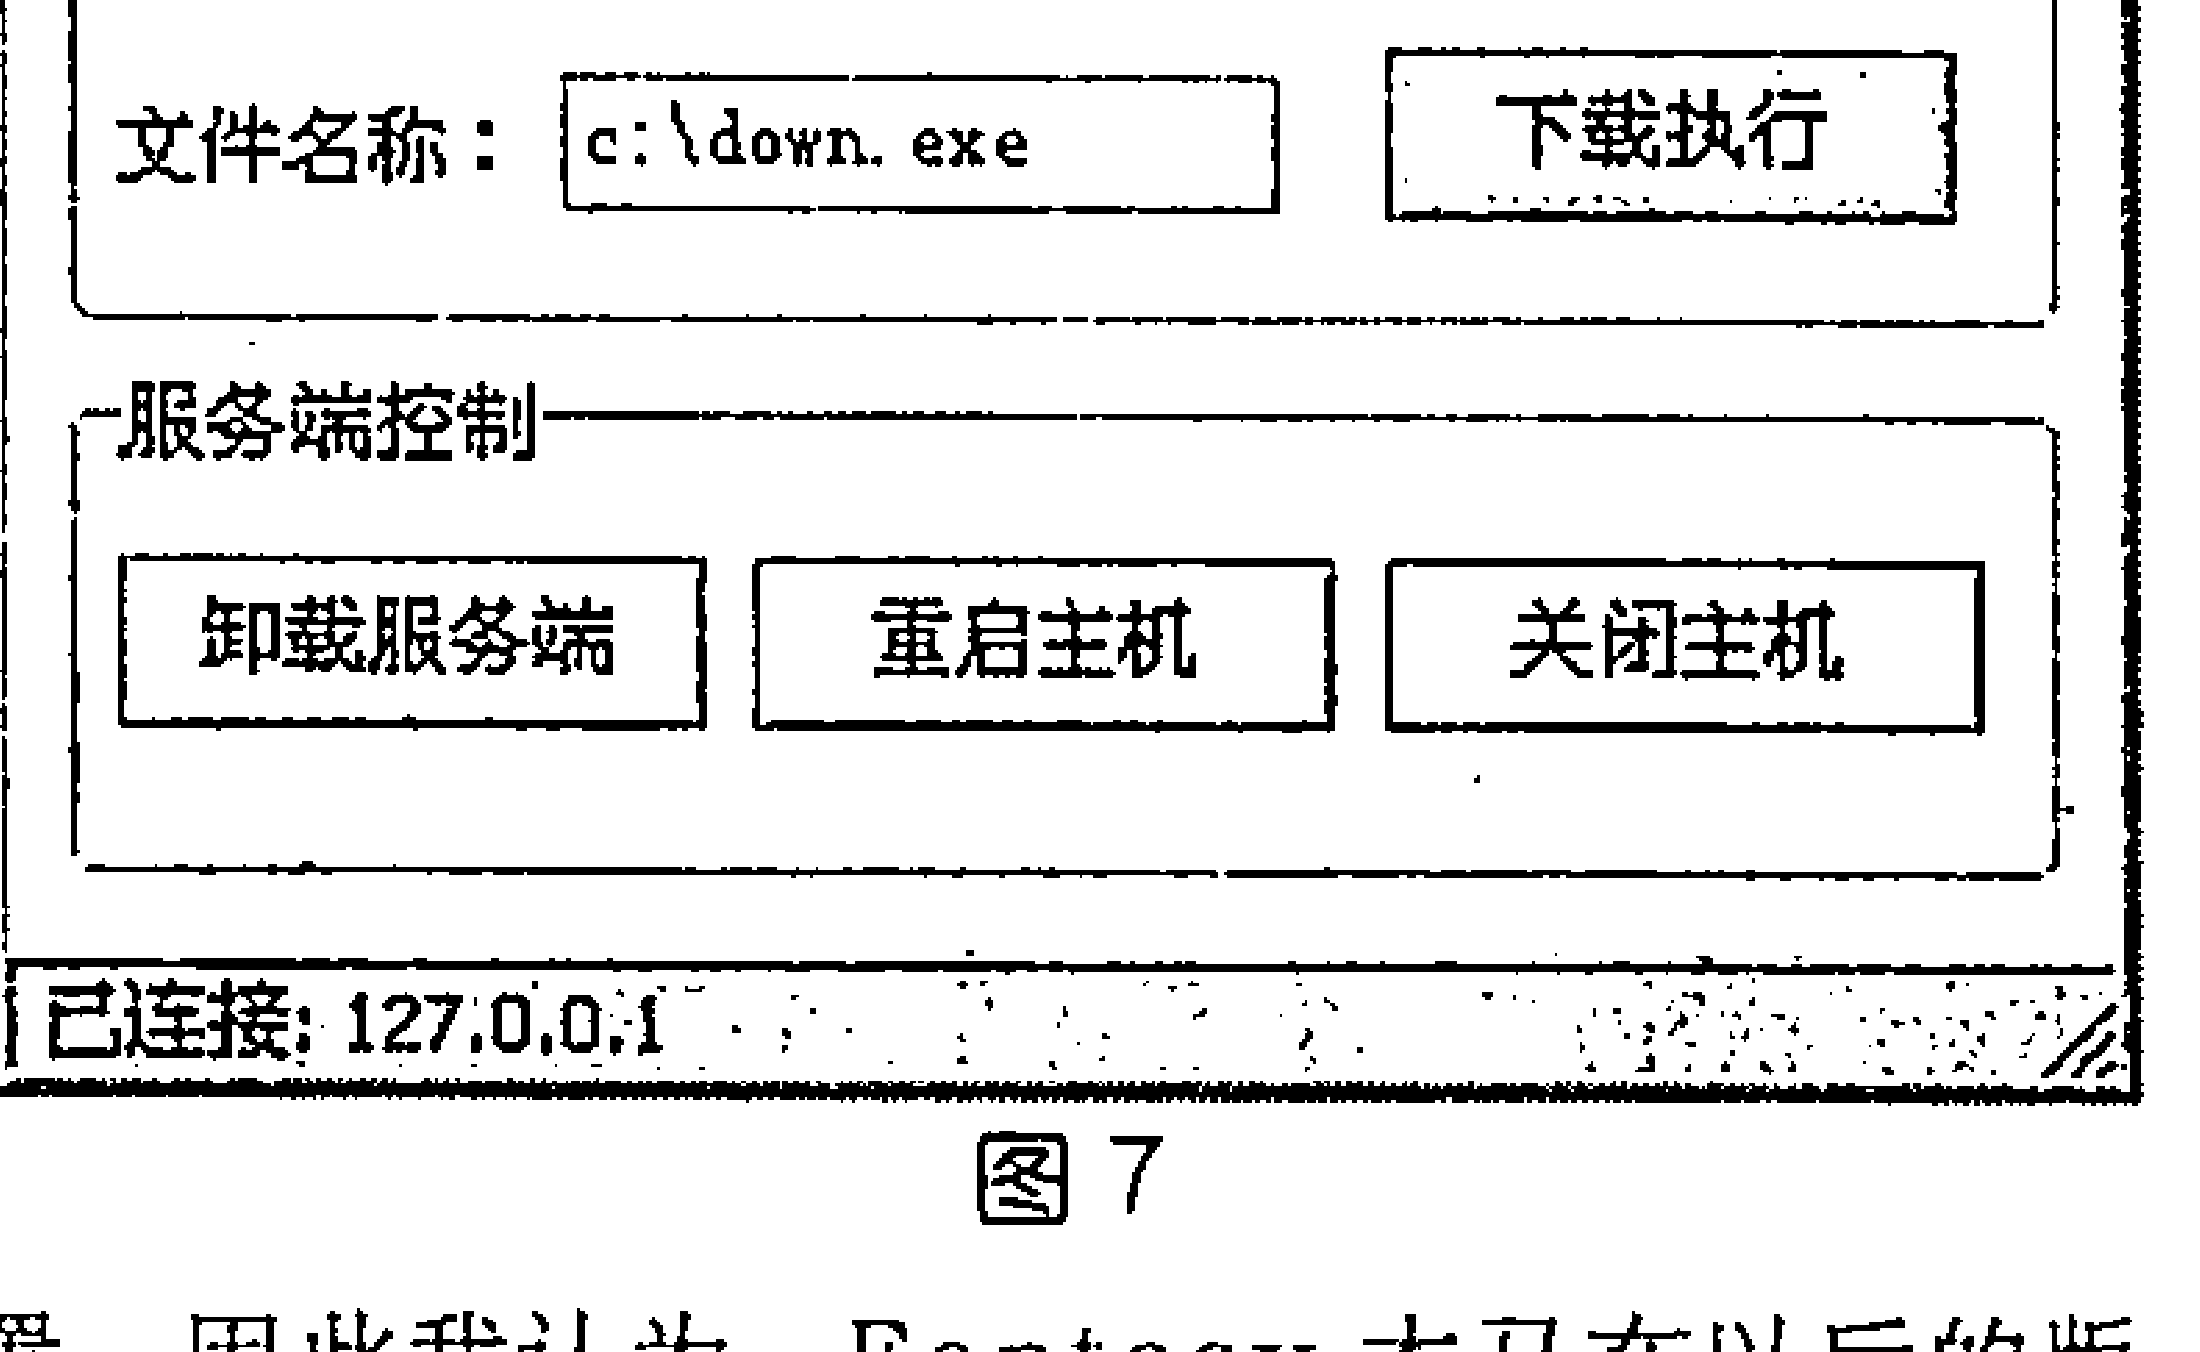 文件名称： c:\down.exe 下载执行
服务端控制
卸载服务端 重启主机 关闭主机
已连接: 127.0.0.1
图 7